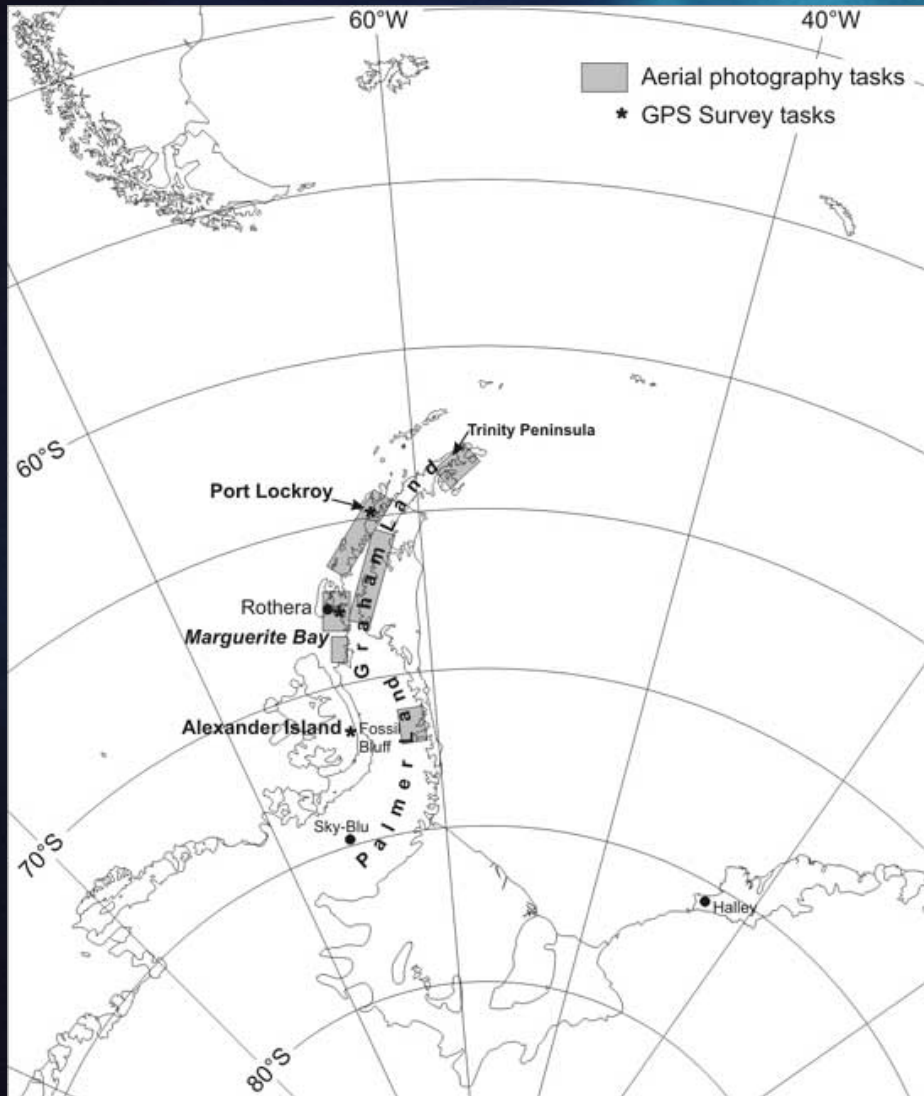 60°W
40°W
Aerial photography tasks
* GPS Survey tasks
60°S
Trinity Peninsula
Port Lockroy
Graham Land
Rothera
Marguerite Bay
Alexander Island
Fossil
Bluff
Palmer Land
Sky-Blu
70°S
Halley
80°S